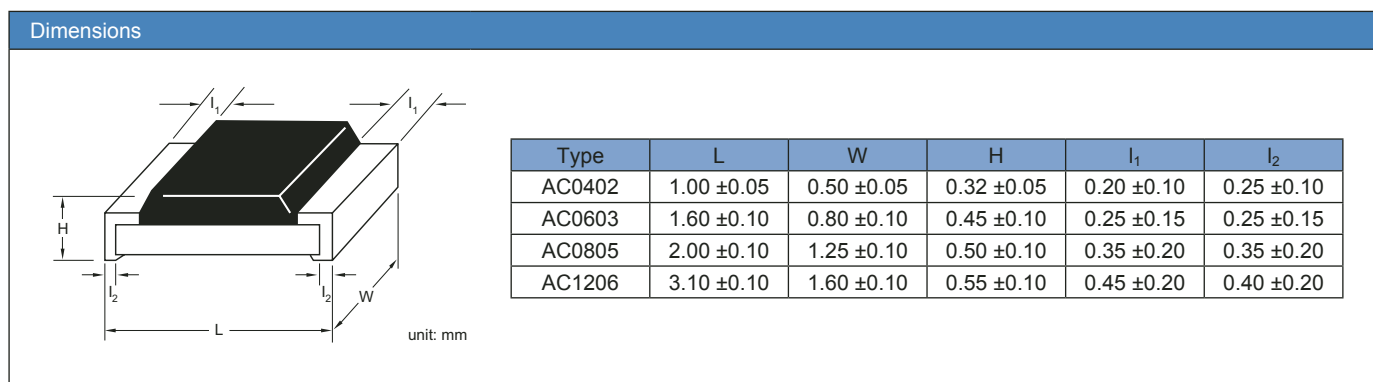 Dimensions
l₁ l₁
H
l₂ l₂
W
L
unit: mm
Type L W H l₁ l₂
AC0402 1.00 ±0.05 0.50 ±0.05 0.32 ±0.05 0.20 ±0.10 0.25 ±0.10
AC0603 1.60 ±0.10 0.80 ±0.10 0.45 ±0.10 0.25 ±0.15 0.25 ±0.15
AC0805 2.00 ±0.10 1.25 ±0.10 0.50 ±0.10 0.35 ±0.20 0.35 ±0.20
AC1206 3.10 ±0.10 1.60 ±0.10 0.55 ±0.10 0.45 ±0.20 0.40 ±0.20